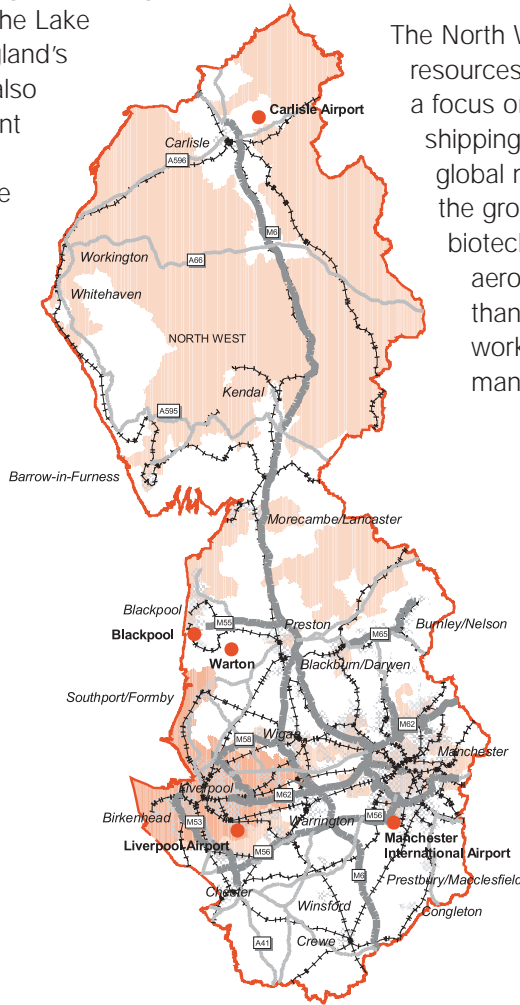 he Lake
gland's
also
nt
e
The North W
resources
a focus or
shipping
global r
the gro
biotech
aero
than
work
man
Carlisle Airport
Carlisle
A596
M6
Workington
A66
Whitehaven
NORTH WEST
Kendal
A595
Barrow-in-Furness
Morecambe/Lancaster
Blackpool
M55
Preston
Burnley/Nelson
Blackpool
M65
Warton
Blackburn/Darwen
Southport/Formby
M62
M58
Wigan
Manchester
Liverpool
M62
Birkenhead
M53
Warrington
M56
Liverpool Airport
M56
Manchester
International Airport
M6
Prestbury/Macclesfield
Chester
Winsford
Congleton
Crewe
A41